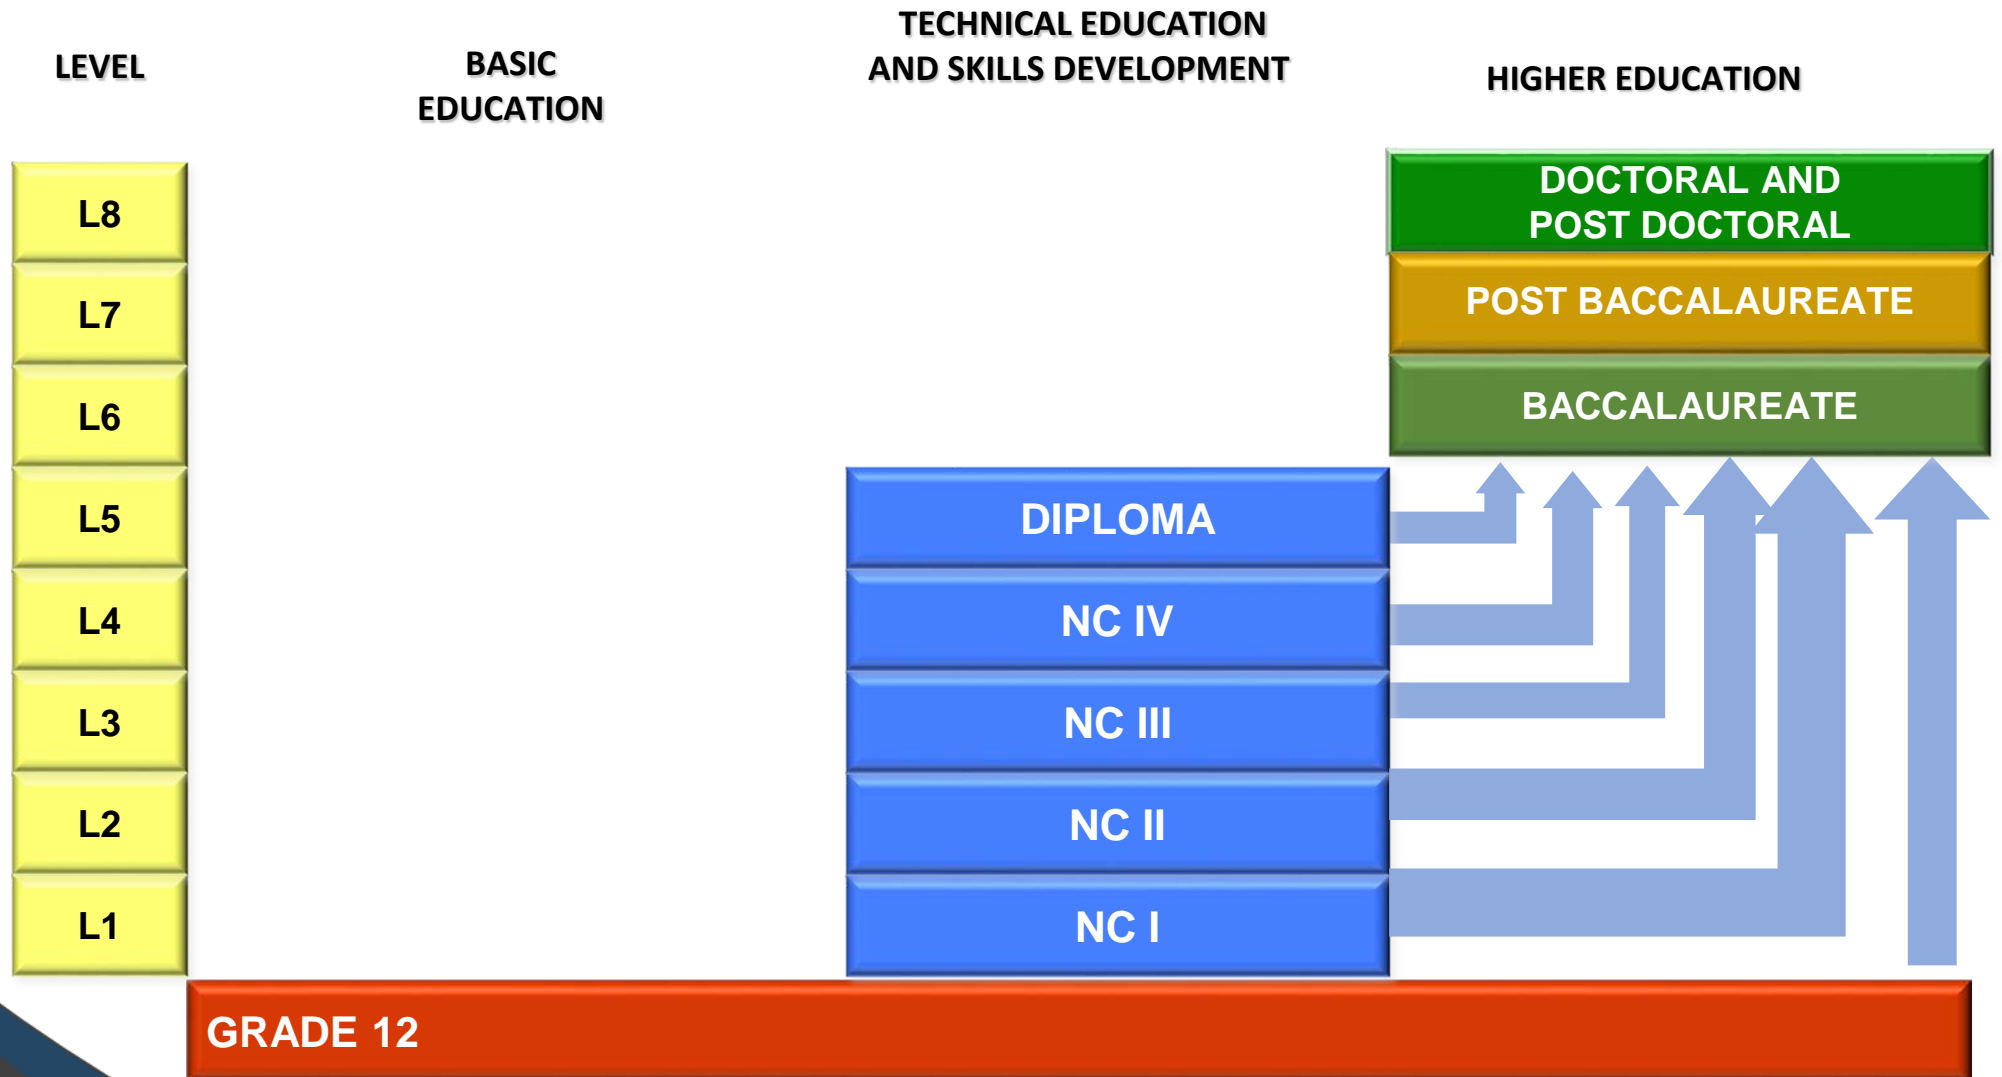 LEVEL
BASIC
EDUCATION
TECHNICAL EDUCATION
AND SKILLS DEVELOPMENT
HIGHER EDUCATION
L8
DOCTORAL AND
POST DOCTORAL
L7
POST BACCALAUREATE
L6
BACCALAUREATE
L5
DIPLOMA
L4
NC IV
L3
NC III
L2
NC II
L1
NC I
GRADE 12